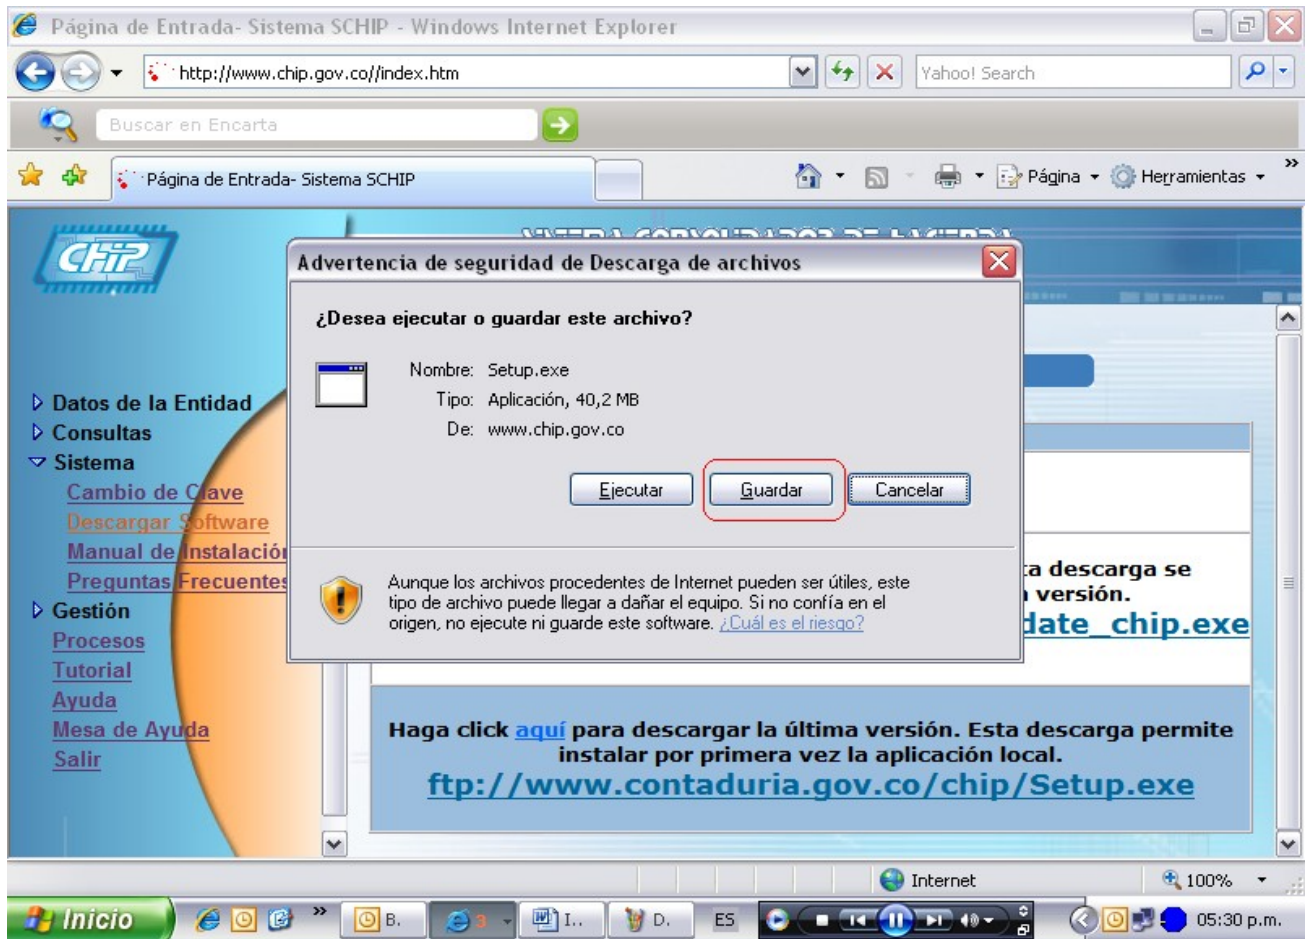 Página de Entrada- Sistema SCHIP - Windows Internet Explorer
http://www.chip.gov.co//index.htm
Yahoo! Search
Buscar en Encarta
Página de Entrada- Sistema SCHIP
Página
Herramientas
CHIP
Advertencia de seguridad de Descarga de archivos
¿Desea ejecutar o guardar este archivo?
Nombre: Setup.exe
Tipo: Aplicación, 40,2 MB
De: www.chip.gov.co
Ejecutar
Guardar
Cancelar
Aunque los archivos procedentes de Internet pueden ser útiles, este
tipo de archivo puede llegar a dañar el equipo. Si no confía en el
origen, no ejecute ni guarde este software. ¿Cuál es el riesgo?
Datos de la Entidad
Consultas
Sistema
Cambio de Clave
Descargar Software
Manual de Instalación
Preguntas Frecuentes
Gestión
Procesos
Tutorial
Ayuda
Mesa de Ayuda
Salir
ta descarga se
versión.
date_chip.exe
Haga click aquí para descargar la última versión. Esta descarga permite
instalar por primera vez la aplicación local.
ftp://www.contaduria.gov.co/chip/Setup.exe
Internet
100%
Inicio
B.
3
I..
D.
ES
05:30 p.m.